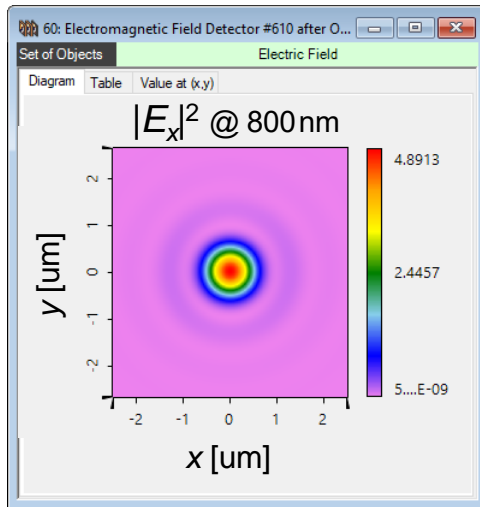 60: Electromagnetic Field Detector #610 after O...
Set of Objects Electric Field
Diagram Table Value at (x,y)
|Eₓ|² @ 800 nm
4.8913
2.4457
5....E-09
y [um]
2
1
0
-1
-2
-2 -1 0 1 2
x [um]